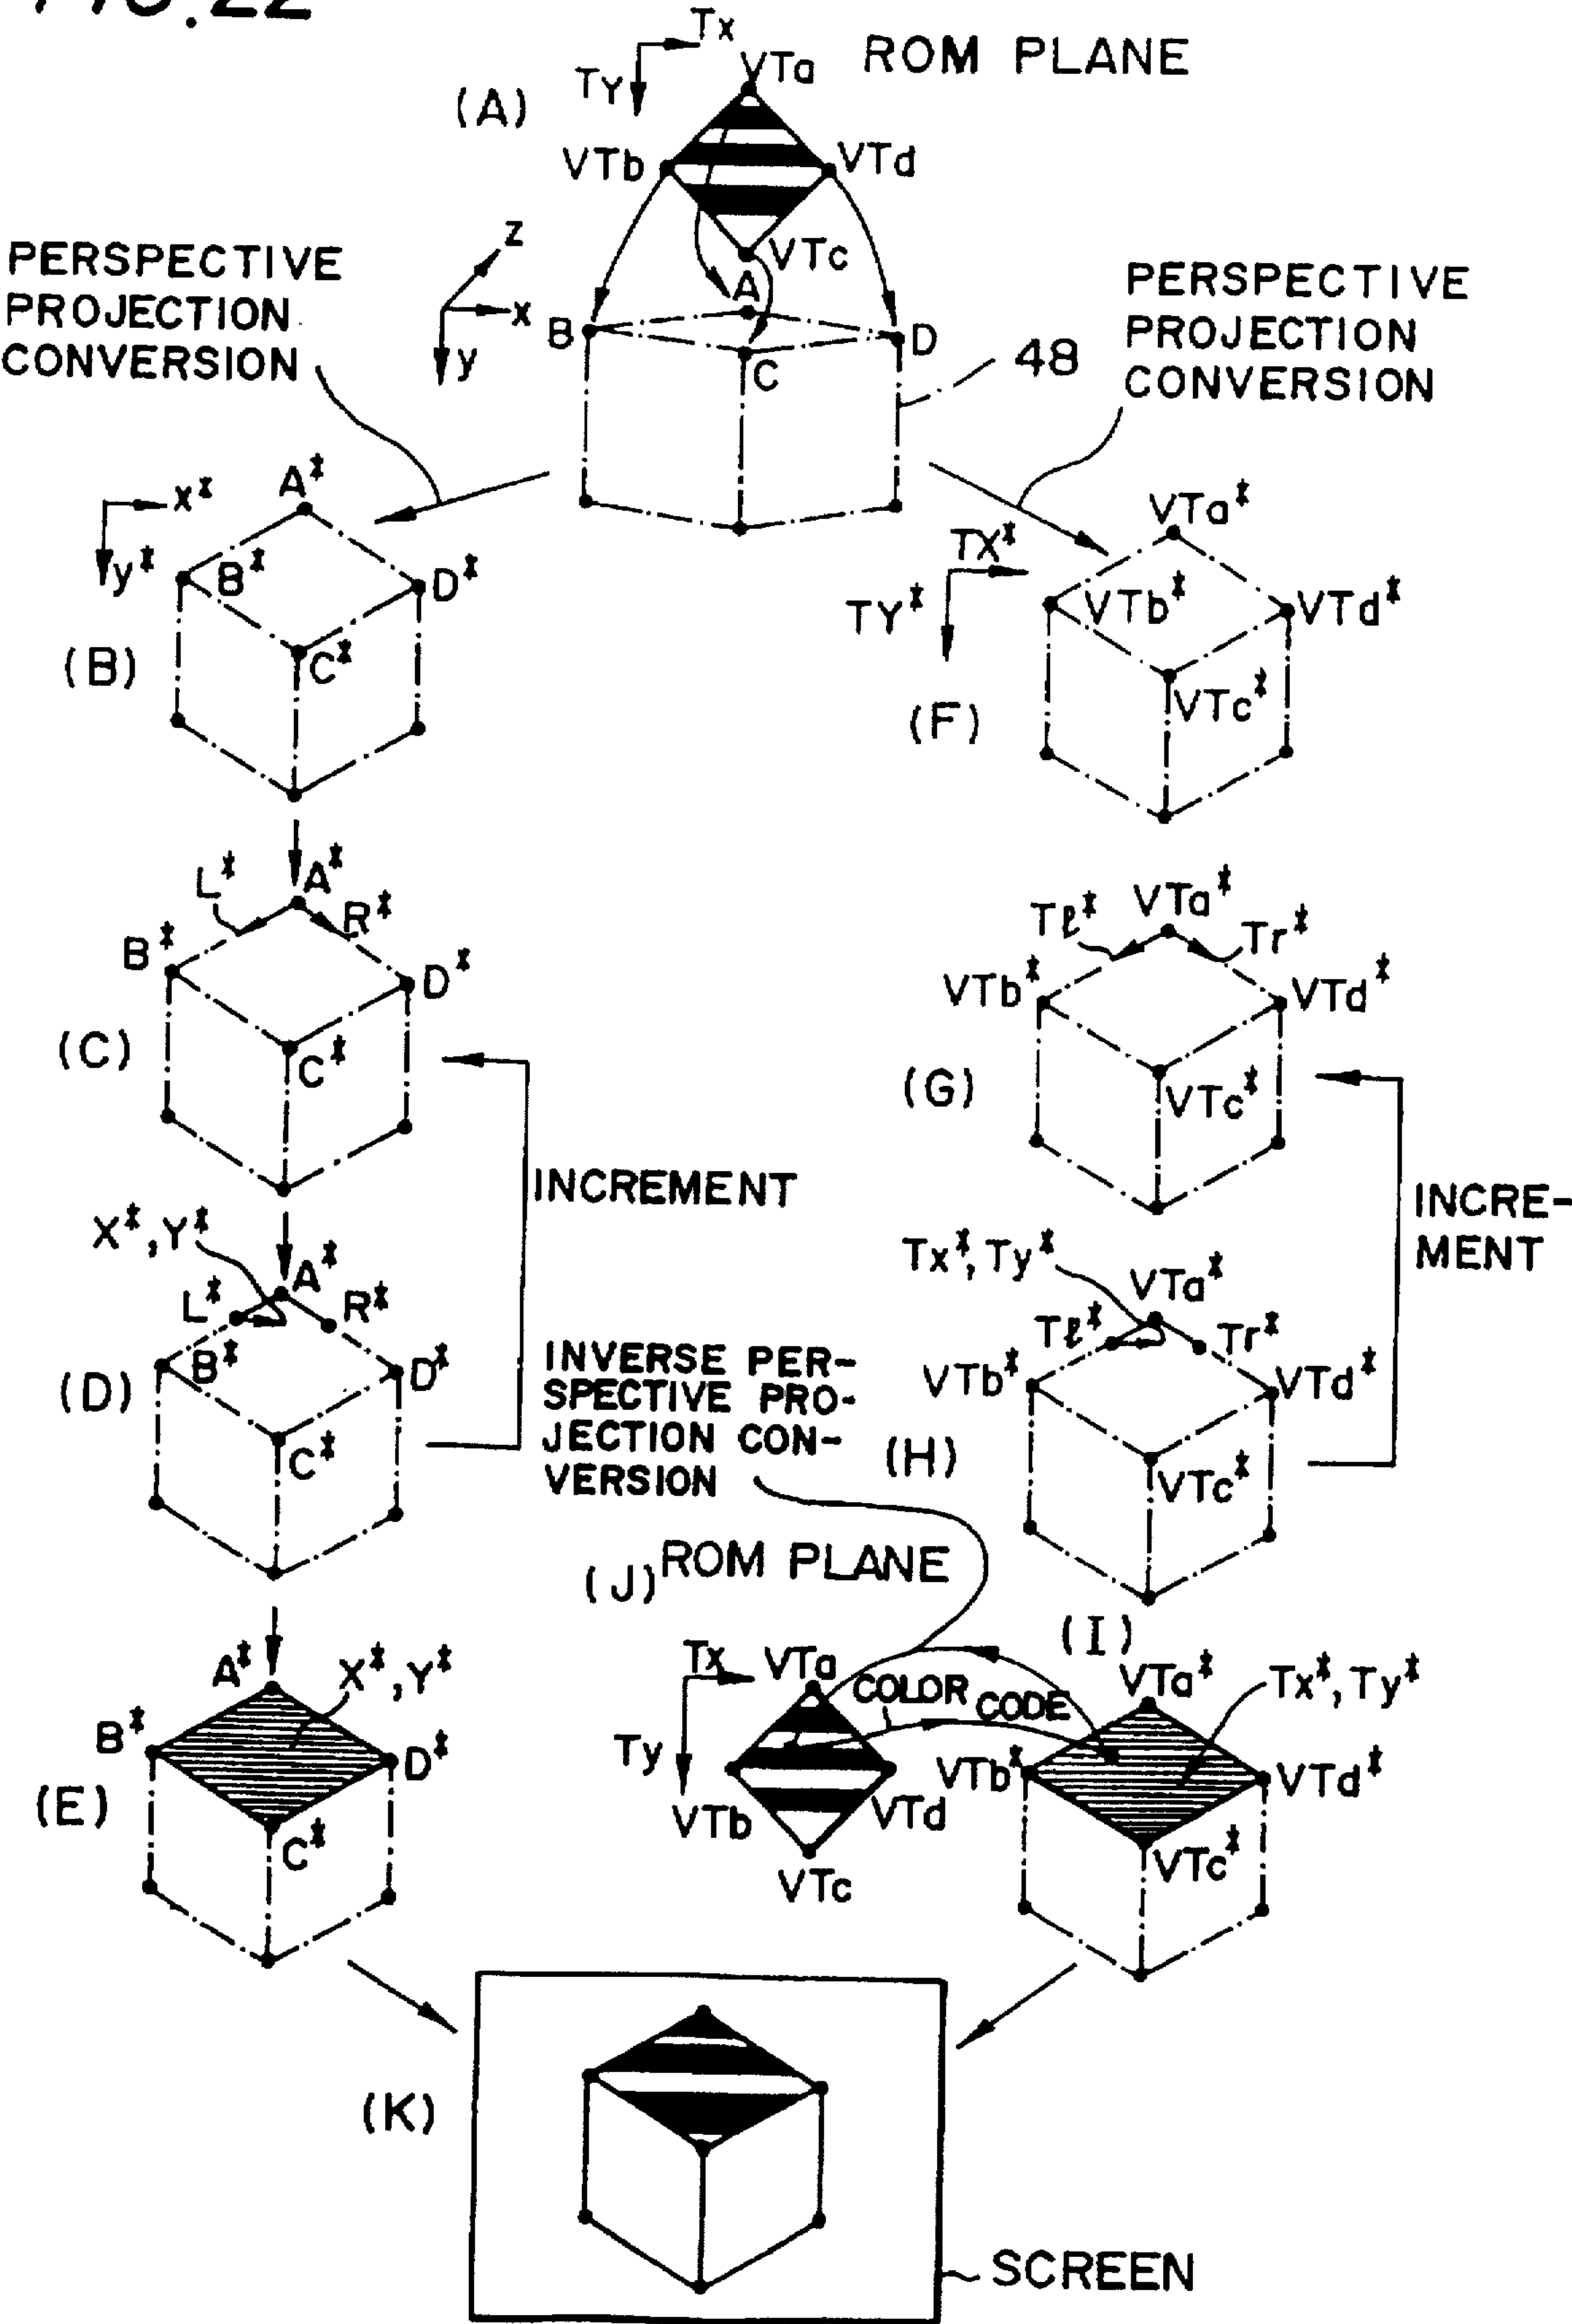 FIG.22
Tx
ROM PLANE
TY
VTa
(A)
VTb
VTd
VTc
z
x
y
A
B
C
D
48
PERSPECTIVE
PROJECTION
CONVERSION
PERSPECTIVE
PROJECTION
CONVERSION
x*
y*
A*
B*
D*
C*
(B)
TX*
TY*
VTa*
VTb*
VTd*
VTc*
(F)
L*
A*
R*
B*
D*
C*
(C)
Tℓ*
VTa*
Tr*
VTb*
VTd*
VTc*
(G)
INCREMENT
INCRE-
MENT
X*,Y*
A*
L*
R*
B*
D*
C*
(D)
Tx*,Ty*
VTa*
Tℓ*
Tr*
VTb*
VTd*
VTc*
(H)
INVERSE PER-
SPECTIVE PRO-
JECTION CON-
VERSION
(J)
ROM PLANE
(I)
A*
X*,Y*
B*
D*
C*
(E)
Tx
Ty
VTa
VTb
VTd
VTc
COLOR CODE
VTa*
Tx*,Ty*
VTb*
VTd*
VTc*
(K)
SCREEN